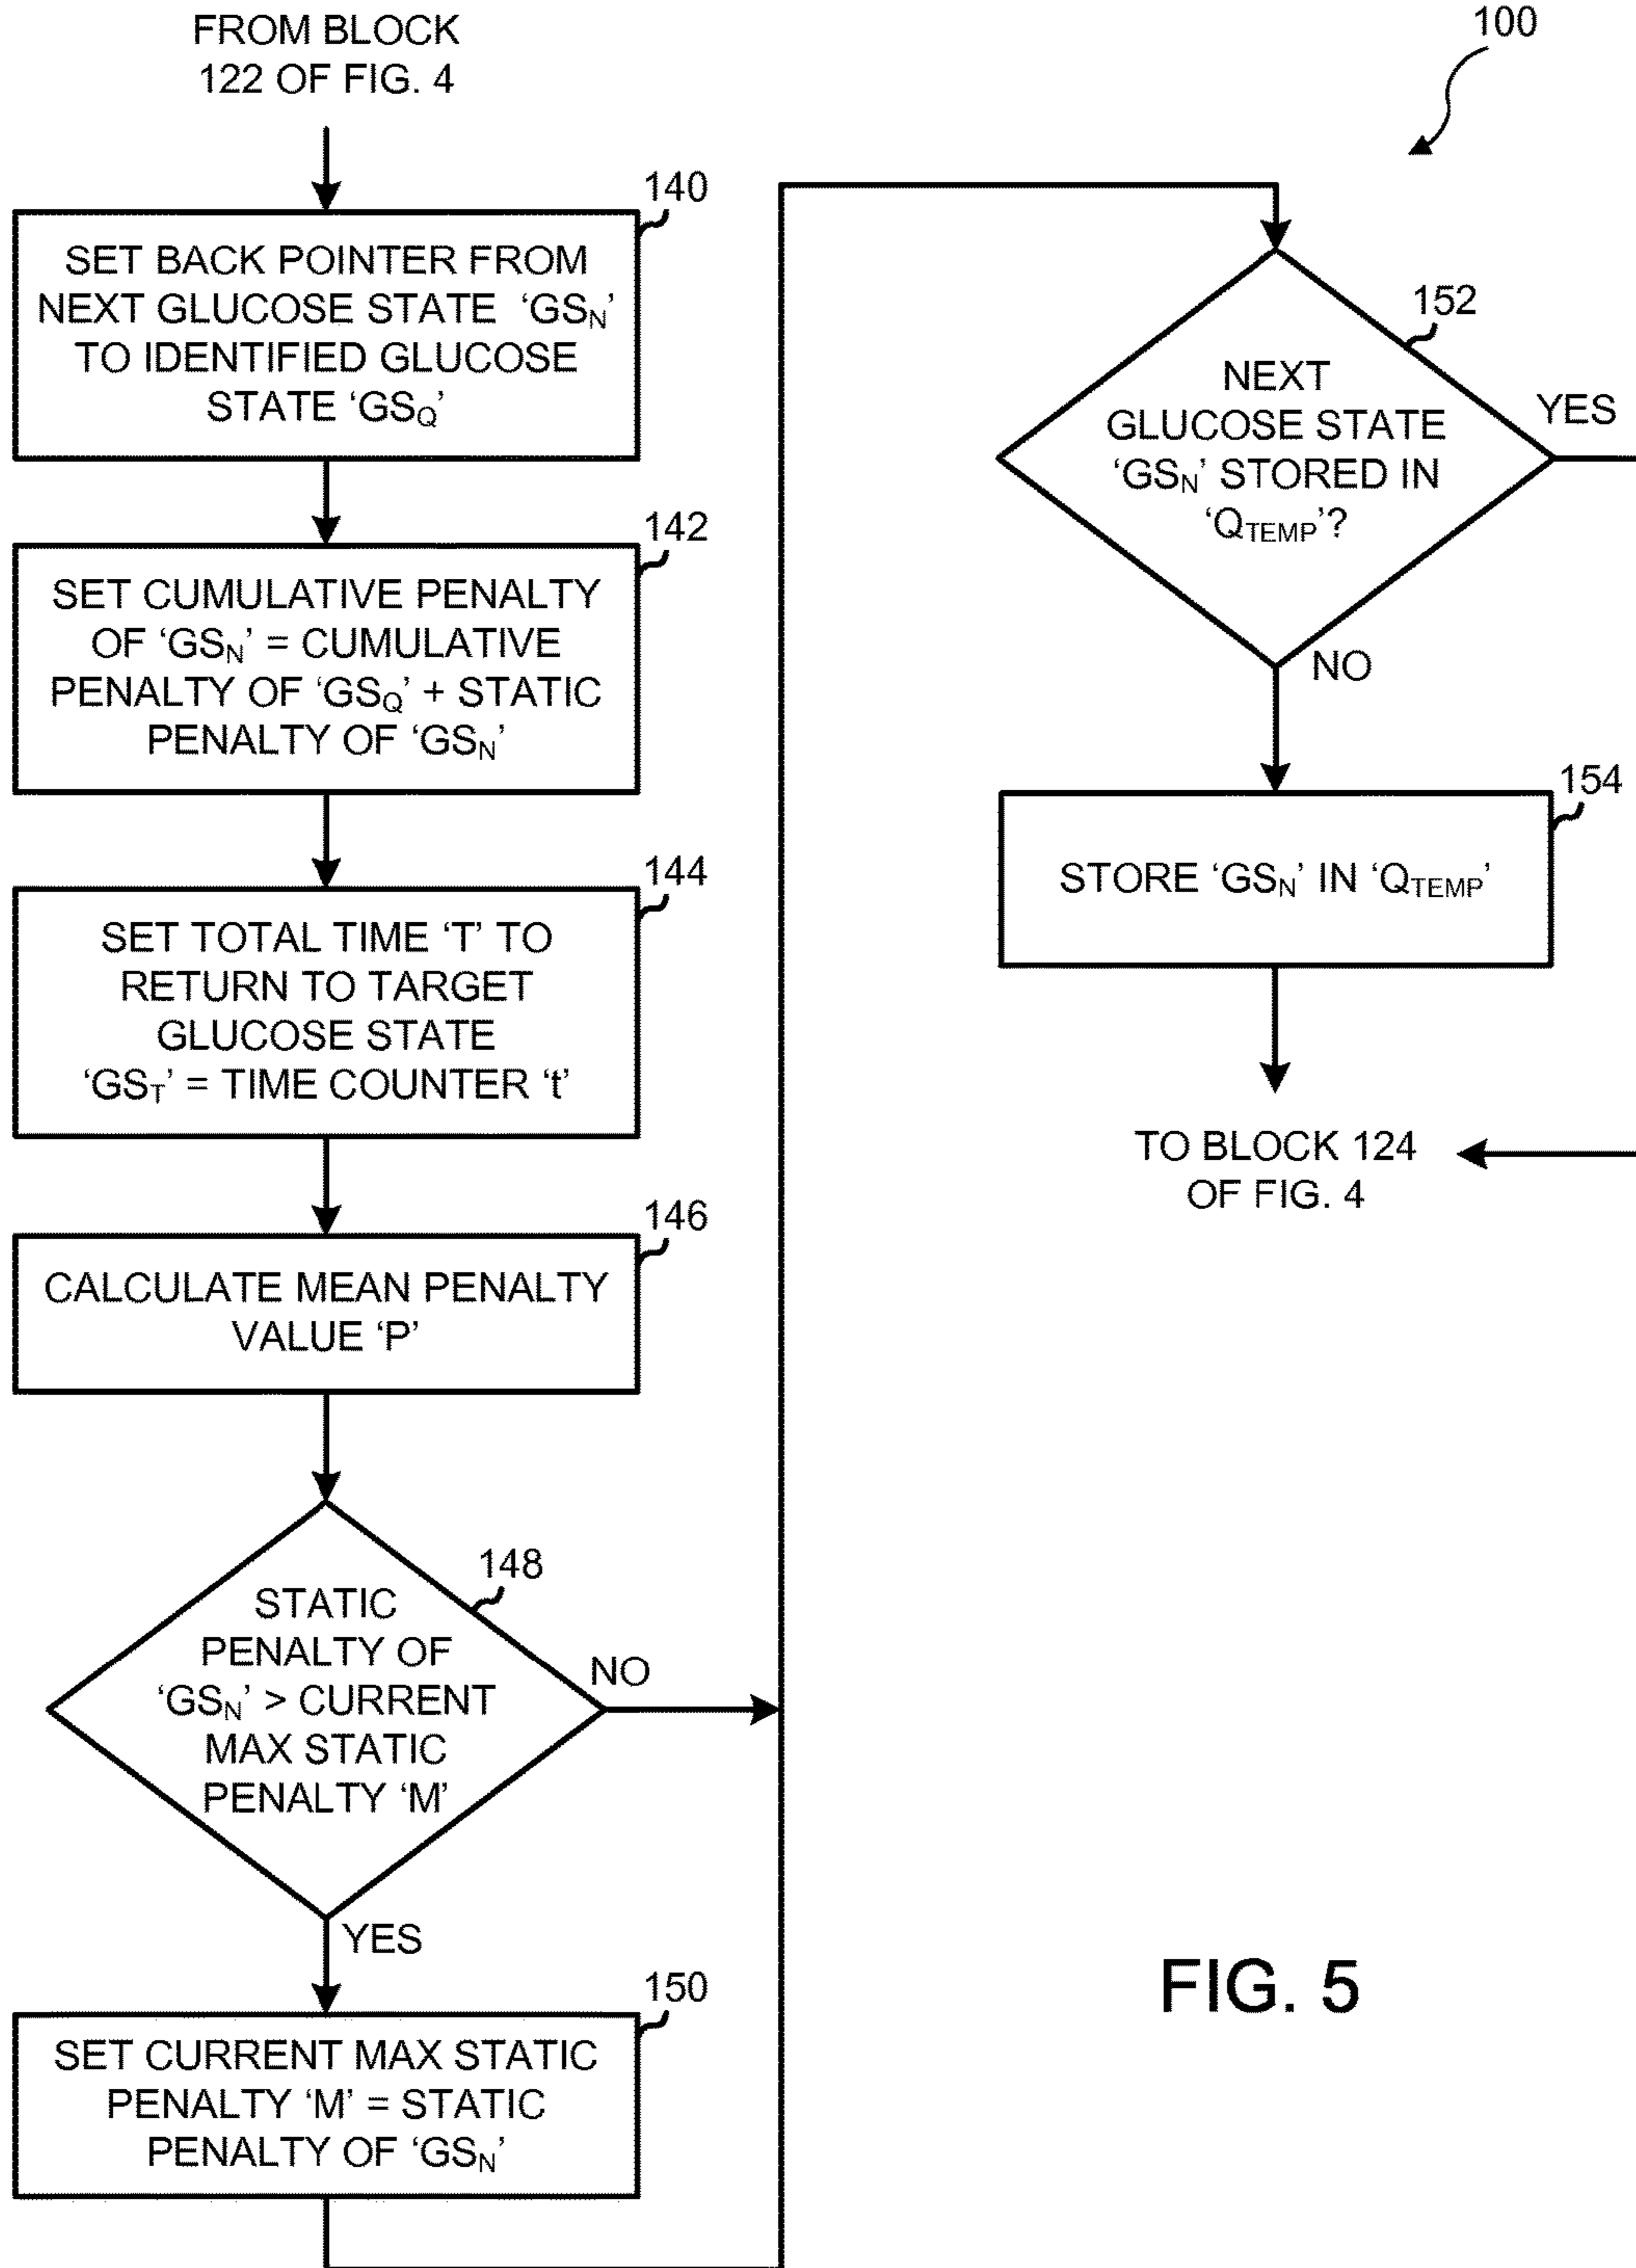 FROM BLOCK
122 OF FIG. 4
100
140
SET BACK POINTER FROM
NEXT GLUCOSE STATE ‘GSN’
TO IDENTIFIED GLUCOSE
STATE ‘GSQ’
142
SET CUMULATIVE PENALTY
OF ‘GSN’ = CUMULATIVE
PENALTY OF ‘GSQ’ + STATIC
PENALTY OF ‘GSN’
144
SET TOTAL TIME ‘T’ TO
RETURN TO TARGET
GLUCOSE STATE
‘GST’ = TIME COUNTER ‘t’
146
CALCULATE MEAN PENALTY
VALUE ‘P’
148
STATIC
PENALTY OF
‘GSN’ > CURRENT
MAX STATIC
PENALTY ‘M’
NO
YES
150
SET CURRENT MAX STATIC
PENALTY ‘M’ = STATIC
PENALTY OF ‘GSN’
152
NEXT
GLUCOSE STATE
‘GSN’ STORED IN
‘QTEMP’?
YES
NO
154
STORE ‘GSN’ IN ‘QTEMP’
TO BLOCK 124
OF FIG. 4
FIG. 5